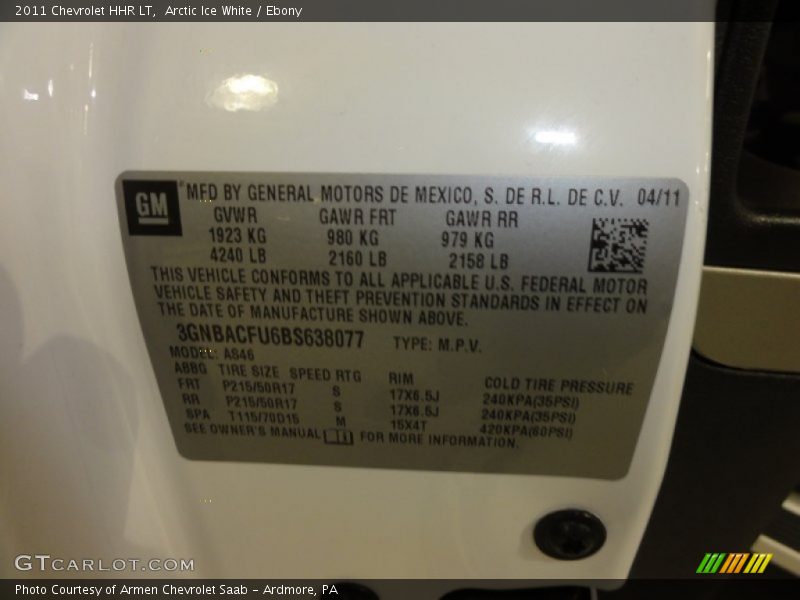 2011 Chevrolet HHR LT,  Arctic Ice White / Ebony
GM
MFD BY GENERAL MOTORS DE MEXICO, S. DE R.L. DE C.V. 04/11
GVWR GAWR FRT GAWR RR
1923 KG 980 KG 979 KG
4240 LB 2160 LB 2158 LB
THIS VEHICLE CONFORMS TO ALL APPLICABLE U.S. FEDERAL MOTOR
VEHICLE SAFETY AND THEFT PREVENTION STANDARDS IN EFFECT ON
THE DATE OF MANUFACTURE SHOWN ABOVE.
3GNBACFU6BS638077 TYPE: M.P.V.
MODEL: AS46
ABBG TIRE SIZE SPEED RTG RIM COLD TIRE PRESSURE
FRT P215/50R17 S 17X6.5J 240KPA(35PSI)
RR P215/50R17 S 17X6.5J 240KPA(35PSI)
SPA T115/70D15 M 15X4T 420KPA(60PSI)
SEE OWNER'S MANUAL FOR MORE INFORMATION.
GTCARLOT.COM
Photo Courtesy of Armen Chevrolet Saab - Ardmore, PA